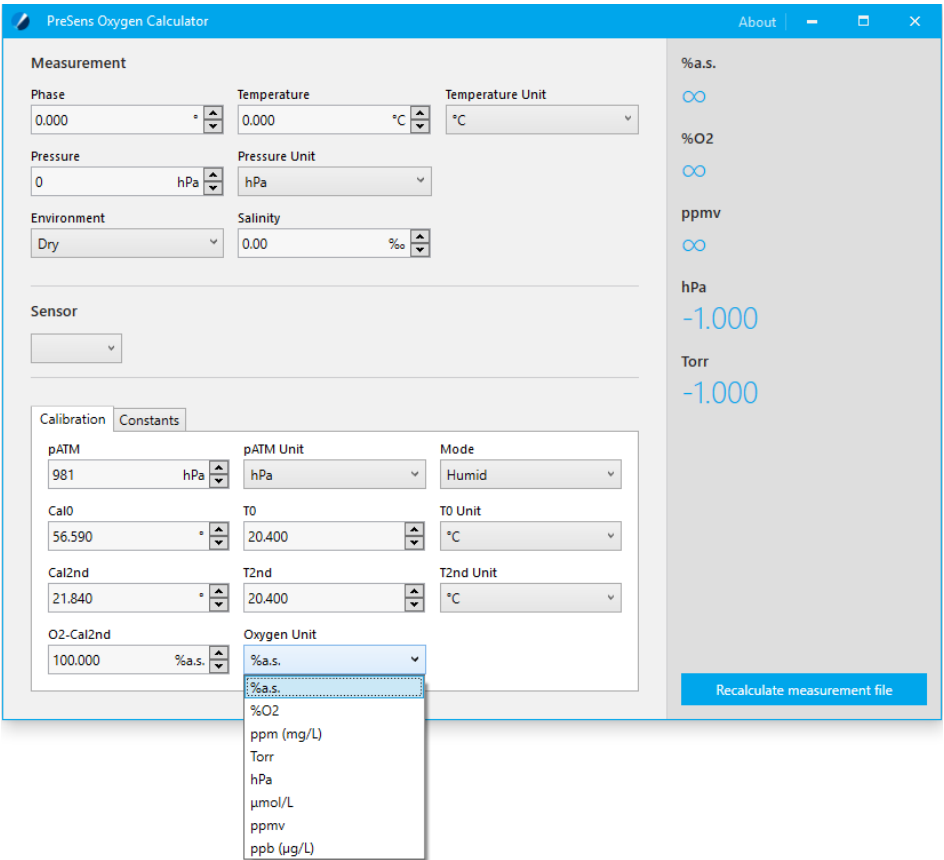 PreSens Oxygen Calculator
About
Measurement
Phase
Temperature
Temperature Unit
0.000 °
0.000 °C
°C
Pressure
Pressure Unit
0 hPa
hPa
Environment
Salinity
Dry
0.00 ‰
Sensor
Calibration
Constants
pATM
pATM Unit
Mode
981 hPa
hPa
Humid
Cal0
T0
T0 Unit
56.590 °
20.400
°C
Cal2nd
T2nd
T2nd Unit
21.840 °
20.400
°C
O2-Cal2nd
Oxygen Unit
100.000 %a.s.
%a.s.
%a.s.
%O2
ppm (mg/L)
Torr
hPa
µmol/L
ppmv
ppb (µg/L)
%a.s.
∞
%O2
∞
ppmv
∞
hPa
-1.000
Torr
-1.000
Recalculate measurement file